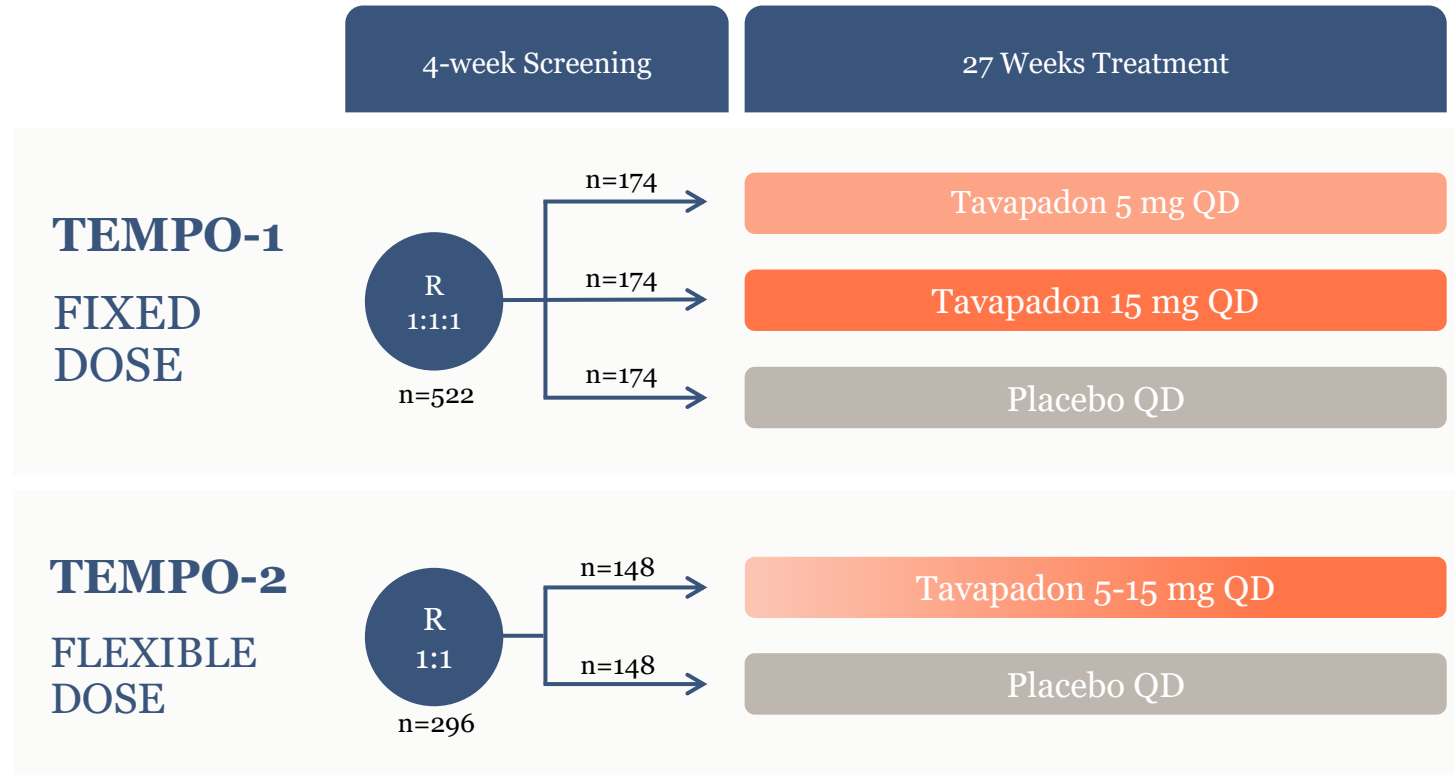 4-week Screening
27 Weeks Treatment
TEMPO-1
FIXED
DOSE
R
1:1:1
n=522
n=174
n=174
n=174
Tavapadon 5 mg QD
Tavapadon 15 mg QD
Placebo QD
TEMPO-2
FLEXIBLE
DOSE
R
1:1
n=296
n=148
n=148
Tavapadon 5-15 mg QD
Placebo QD